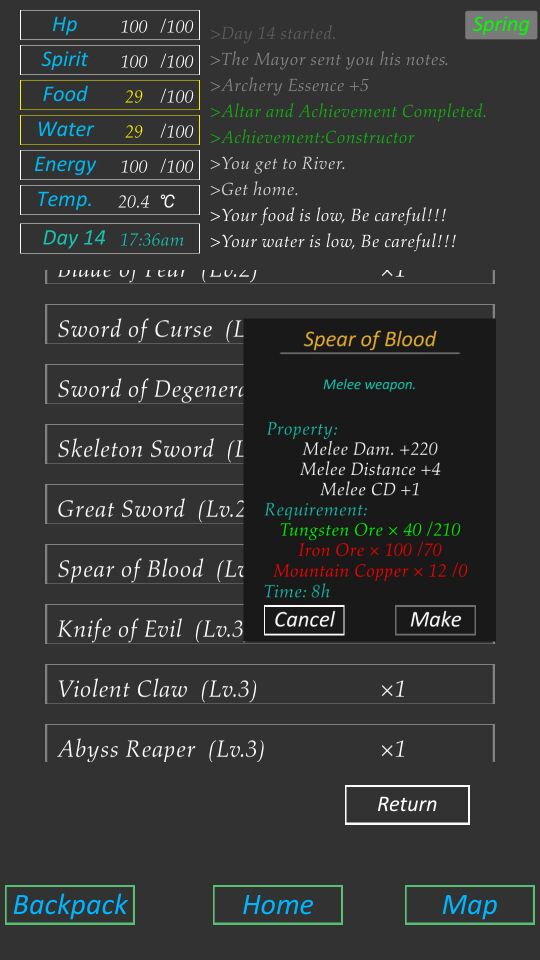 Hp 100 /100
Spirit 100 /100
Food 29 /100
Water 29 /100
Energy 100 /100
Temp. 20.4 ℃
Day 14 17:36am
Spring
>Day 14 started.
>The Mayor sent you his notes.
>Archery Essence +5
>Altar and Achievement Completed.
>Achievement:Constructor
>You get to River.
>Get home.
>Your food is low, Be careful!!!
>Your water is low, Be careful!!!
Blade of Fear (Lv.2) ×1
Sword of Curse (L
Sword of Degenera
Skeleton Sword (L
Great Sword (Lv.2
Spear of Blood (Lv
Knife of Evil (Lv.3
Violent Claw (Lv.3) ×1
Abyss Reaper (Lv.3) ×1
Spear of Blood
Melee weapon.
Property:
Melee Dam. +220
Melee Distance +4
Melee CD +1
Requirement:
Tungsten Ore × 40 /210
Iron Ore × 100 /70
Mountain Copper × 12 /0
Time: 8h
Cancel
Make
Return
Backpack
Home
Map